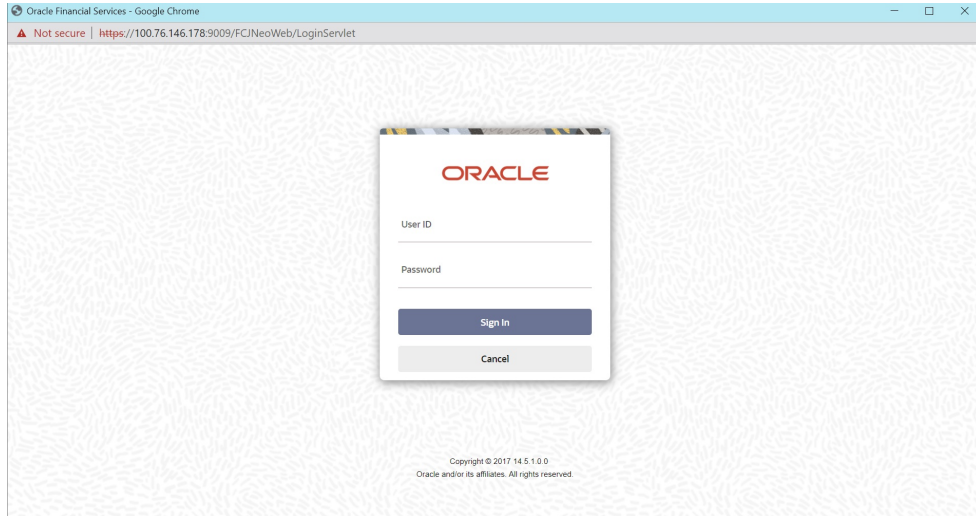 Oracle Financial Services - Google Chrome
Not secure | https://100.76.146.178:9009/FCJNeoWeb/LoginServlet
ORACLE
User ID
Password
Sign In
Cancel
Copyright © 2017 14.5.1.0.0
Oracle and/or its affiliates. All rights reserved.